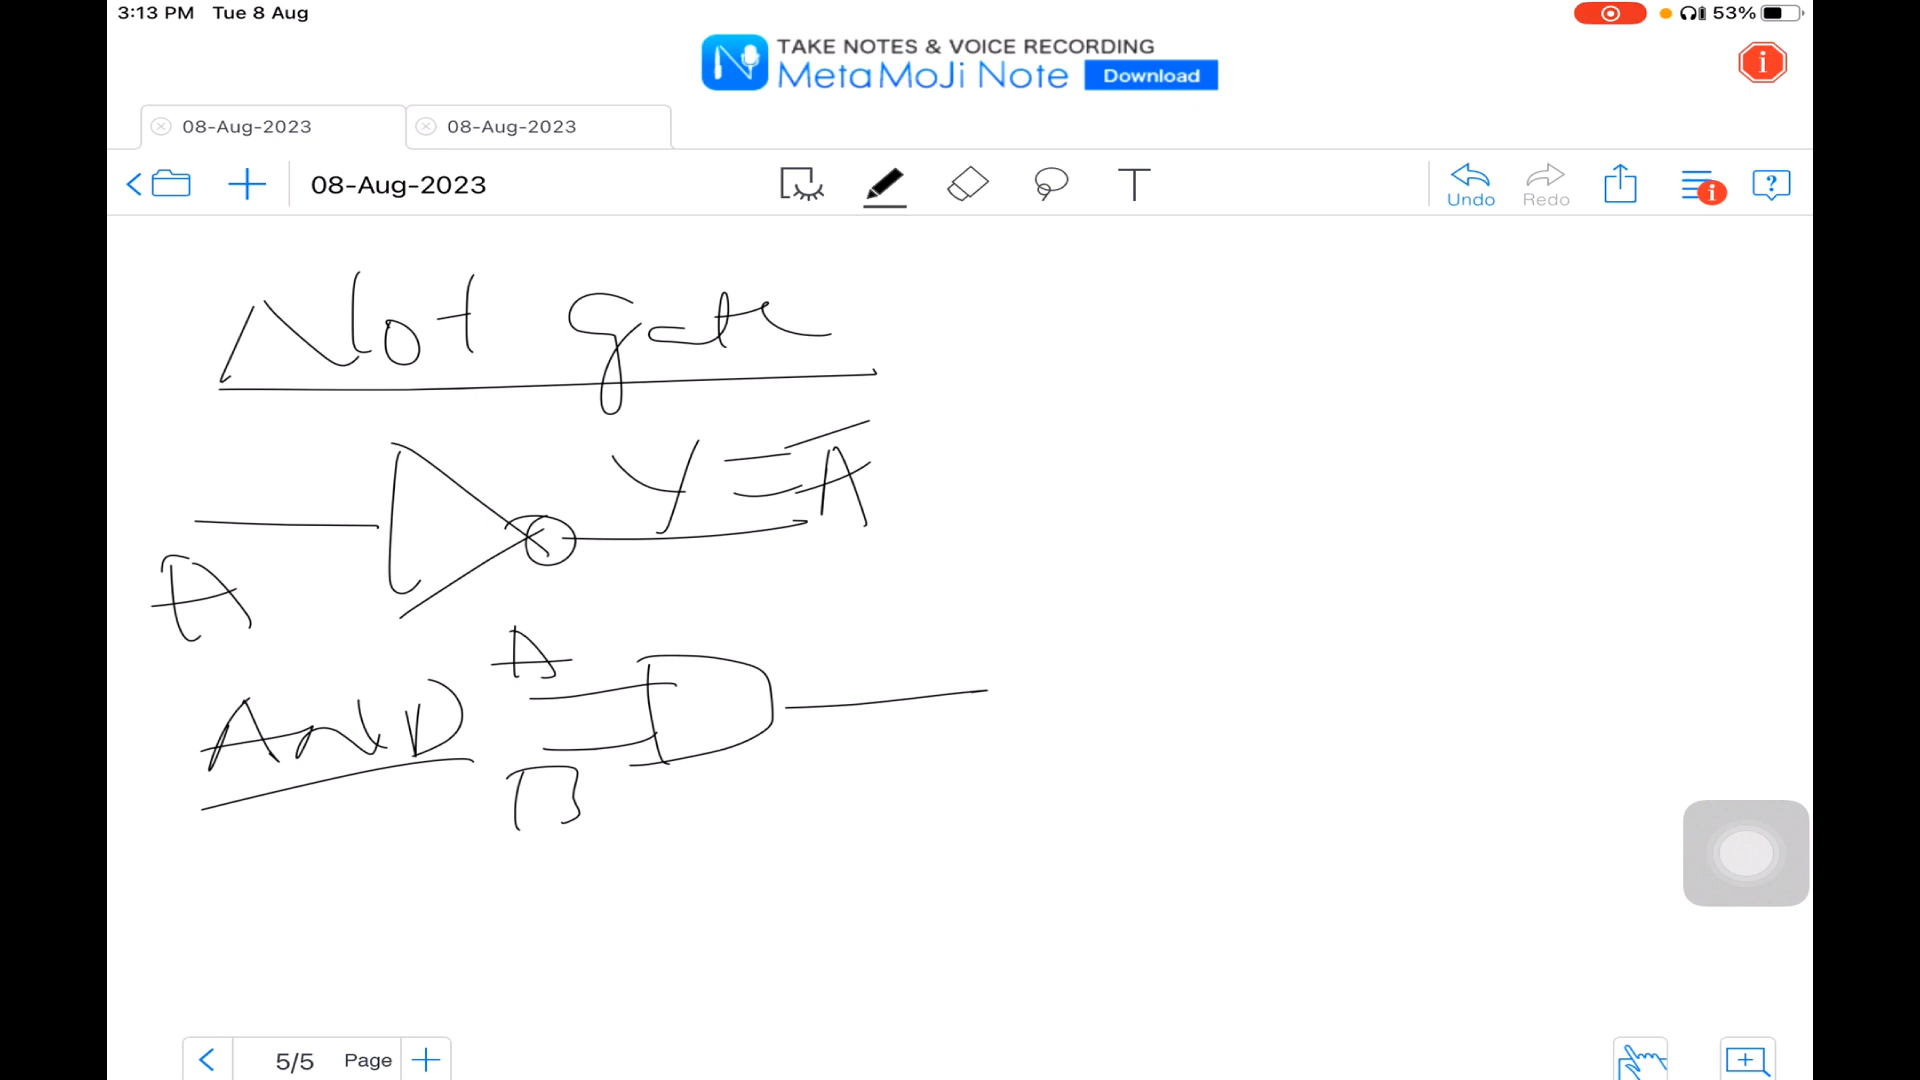 3:13 PM Tue 8 Aug 53%
TAKE NOTES & VOICE RECORDING
MetaMoJi Note Download
08-Aug-2023 08-Aug-2023
08-Aug-2023 T Undo Redo
Not gate
Y = A̅
A
A
AND
B
5/5 Page